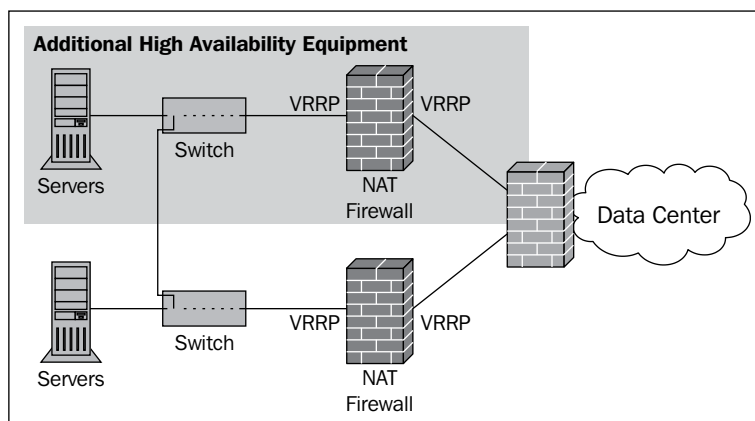 Additional High Availability Equipment
VRRP
VRRP
Switch
Servers
NAT
Firewall
Data Center
VRRP
VRRP
Switch
Servers
NAT
Firewall